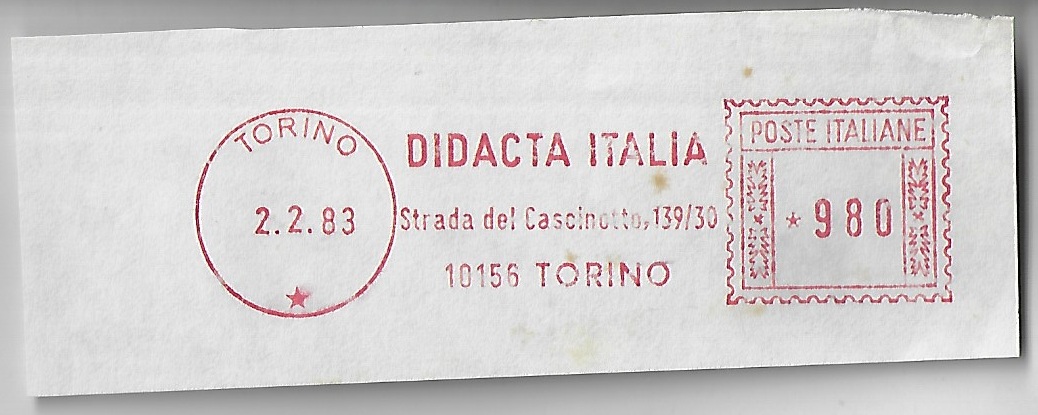 TORINO
2.2.83
DIDACTA ITALIA
Strada del Cascinotto, 139/30
10156 TORINO
POSTE ITALIANE
* 980